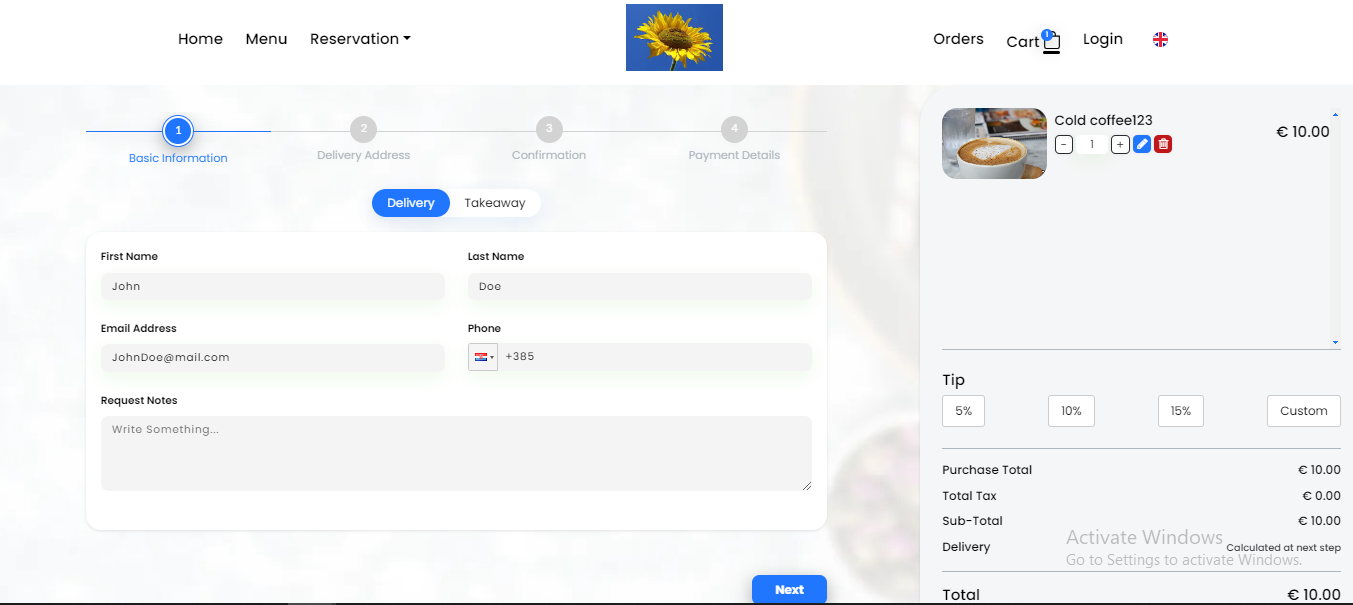 Home Menu Reservation
Orders Cart 1 Login
1 2 3 4
Basic Information Delivery Address Confirmation Payment Details
Delivery Takeaway
First Name Last Name
John Doe
Email Address Phone
JohnDoe@mail.com +385
Request Notes
Write Something...
Next
Cold coffee123
€ 10.00
- 1 +
Tip
5% 10% 15% Custom
Purchase Total € 10.00
Total Tax € 0.00
Sub-Total € 10.00
Delivery Calculated at next step
Total € 10.00
Activate Windows
Go to Settings to activate Windows.